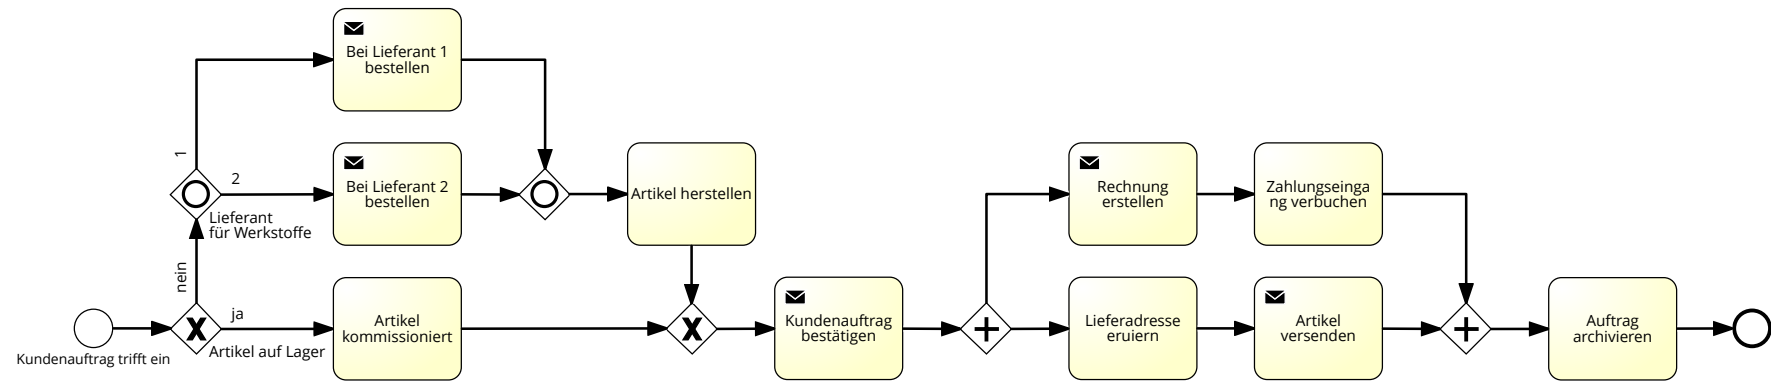 Bei Lieferant 1
bestellen
1
2
Bei Lieferant 2
bestellen
Lieferant
für Werkstoffe
Artikel herstellen
Rechnung
erstellen
Zahlungseinga
ng verbuchen
nein
ja
Kundenauftrag trifft ein
Artikel auf Lager
Artikel
kommissioniert
Kundenauftrag
bestätigen
Lieferadresse
eruiern
Artikel
versenden
Auftrag
archivieren